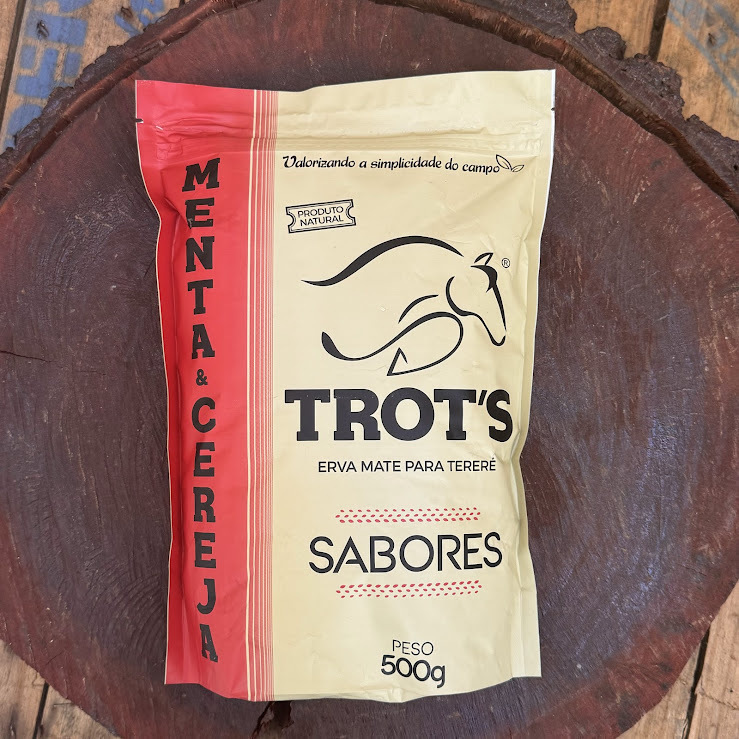 MENTA & CEREJA
Valorizando a simplicidade do campo
PRODUTO
NATURAL
®
TROT'S
ERVA MATE PARA TERERÉ
SABORES
PESO
500g